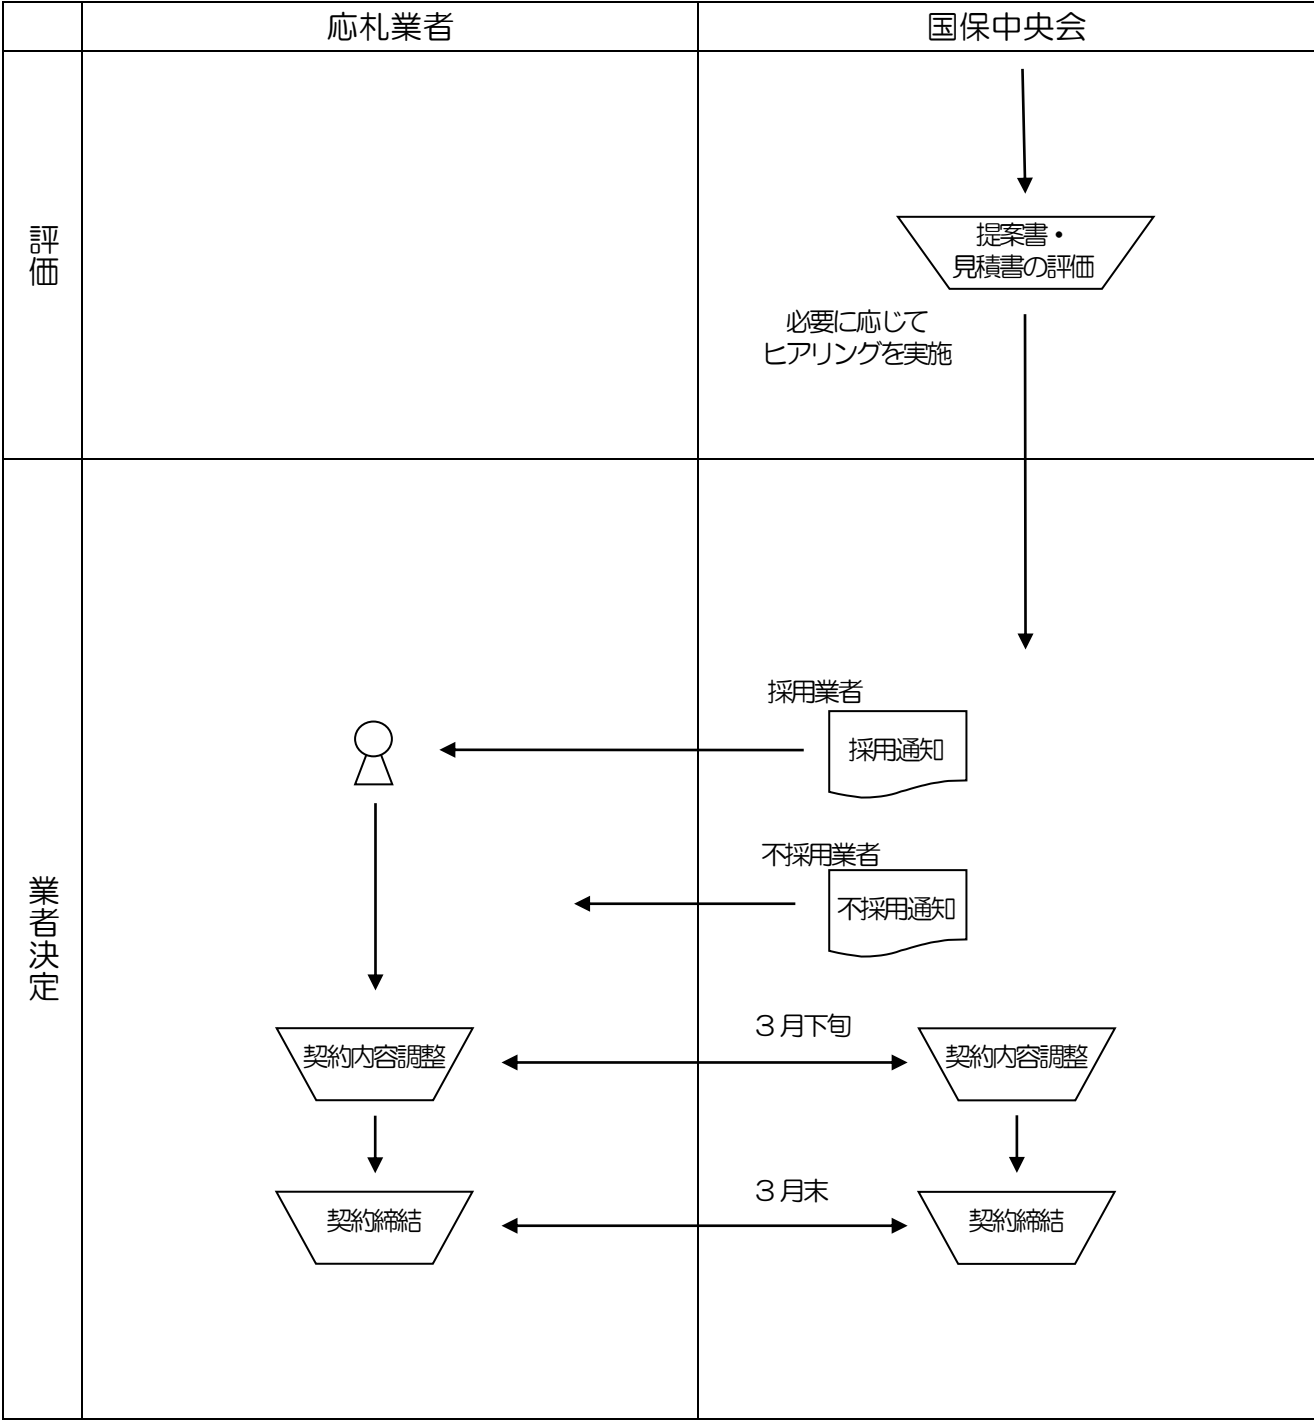 応札業者
国保中央会
評価
提案書・
見積書の評価
必要に応じて
ヒアリングを実施
業者決定
採用業者
採用通知
不採用業者
不採用通知
３月下旬
契約内容調整
契約内容調整
３月末
契約締結
契約締結